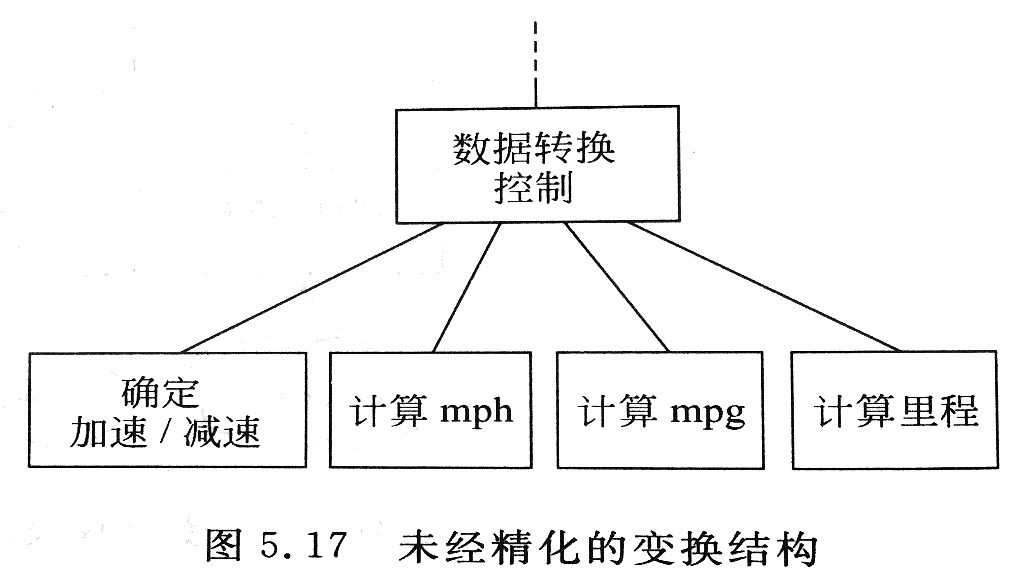 数据转换
控制
确定
加速 / 减速
计算 mph
计算 mpg
计算里程
图 5.17 未经精化的变换结构